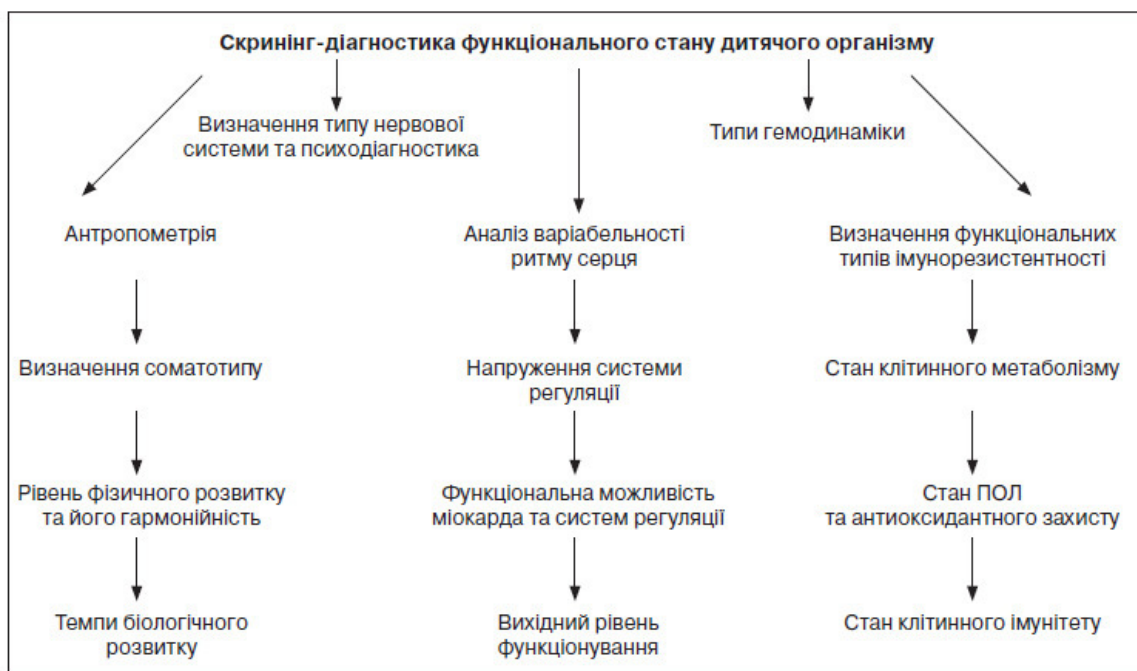 Скринінг-діагностика функціонального стану дитячого організму
Визначення типу нервової
системи та психодіагностика
Типи гемодинаміки
Антропометрія
Аналіз варіабельності
ритму серця
Визначення функціональних
типів імунорезистентності
Визначення соматотипу
Напруження системи
регуляції
Стан клітинного метаболізму
Рівень фізичного розвитку
та його гармонійність
Функціональна можливість
міокарда та систем регуляції
Стан ПОЛ
та антиоксидантного захисту
Темпи біологічного
розвитку
Вихідний рівень
функціонування
Стан клітинного імунітету